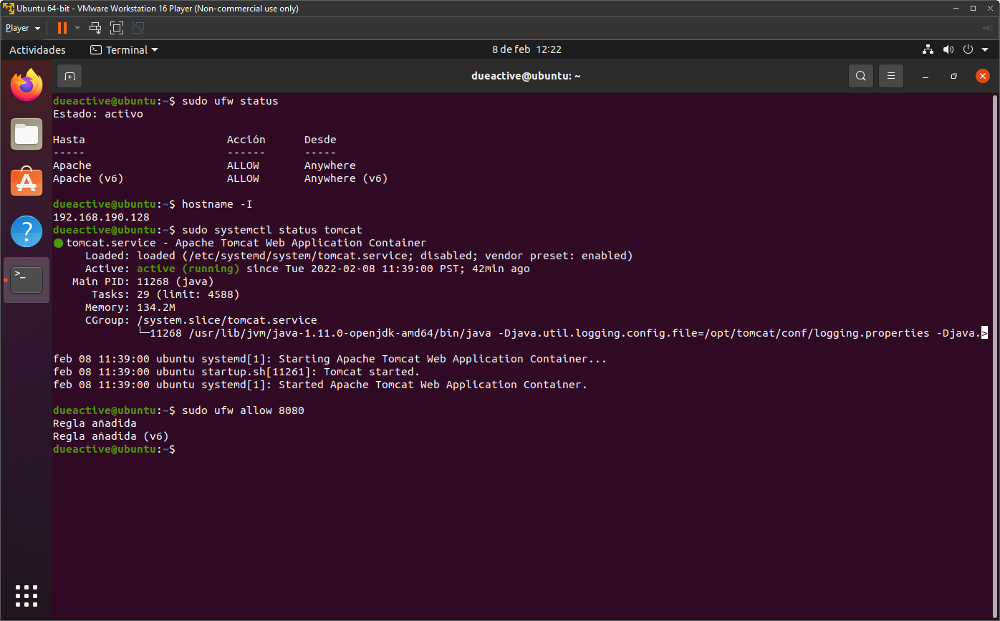 Ubuntu 64-bit - VMware Workstation 16 Player (Non-commercial use only)
Player
Actividades
Terminal
8 de feb 12:22
dueactive@ubuntu: ~
dueactive@ubuntu:~$ sudo ufw status
Estado: activo
Hasta Acción Desde
----- ------ -----
Apache ALLOW Anywhere
Apache (v6) ALLOW Anywhere (v6)
dueactive@ubuntu:~$ hostname -I
192.168.190.128
dueactive@ubuntu:~$ sudo systemctl status tomcat
tomcat.service - Apache Tomcat Web Application Container
Loaded: loaded (/etc/systemd/system/tomcat.service; disabled; vendor preset: enabled)
Active: active (running) since Tue 2022-02-08 11:39:00 PST; 42min ago
Main PID: 11268 (java)
Tasks: 29 (limit: 4588)
Memory: 134.2M
CGroup: /system.slice/tomcat.service
└─11268 /usr/lib/jvm/java-1.11.0-openjdk-amd64/bin/java -Djava.util.logging.config.file=/opt/tomcat/conf/logging.properties -Djava.>
feb 08 11:39:00 ubuntu systemd[1]: Starting Apache Tomcat Web Application Container...
feb 08 11:39:00 ubuntu startup.sh[11261]: Tomcat started.
feb 08 11:39:00 ubuntu systemd[1]: Started Apache Tomcat Web Application Container.
dueactive@ubuntu:~$ sudo ufw allow 8080
Regla añadida
Regla añadida (v6)
dueactive@ubuntu:~$